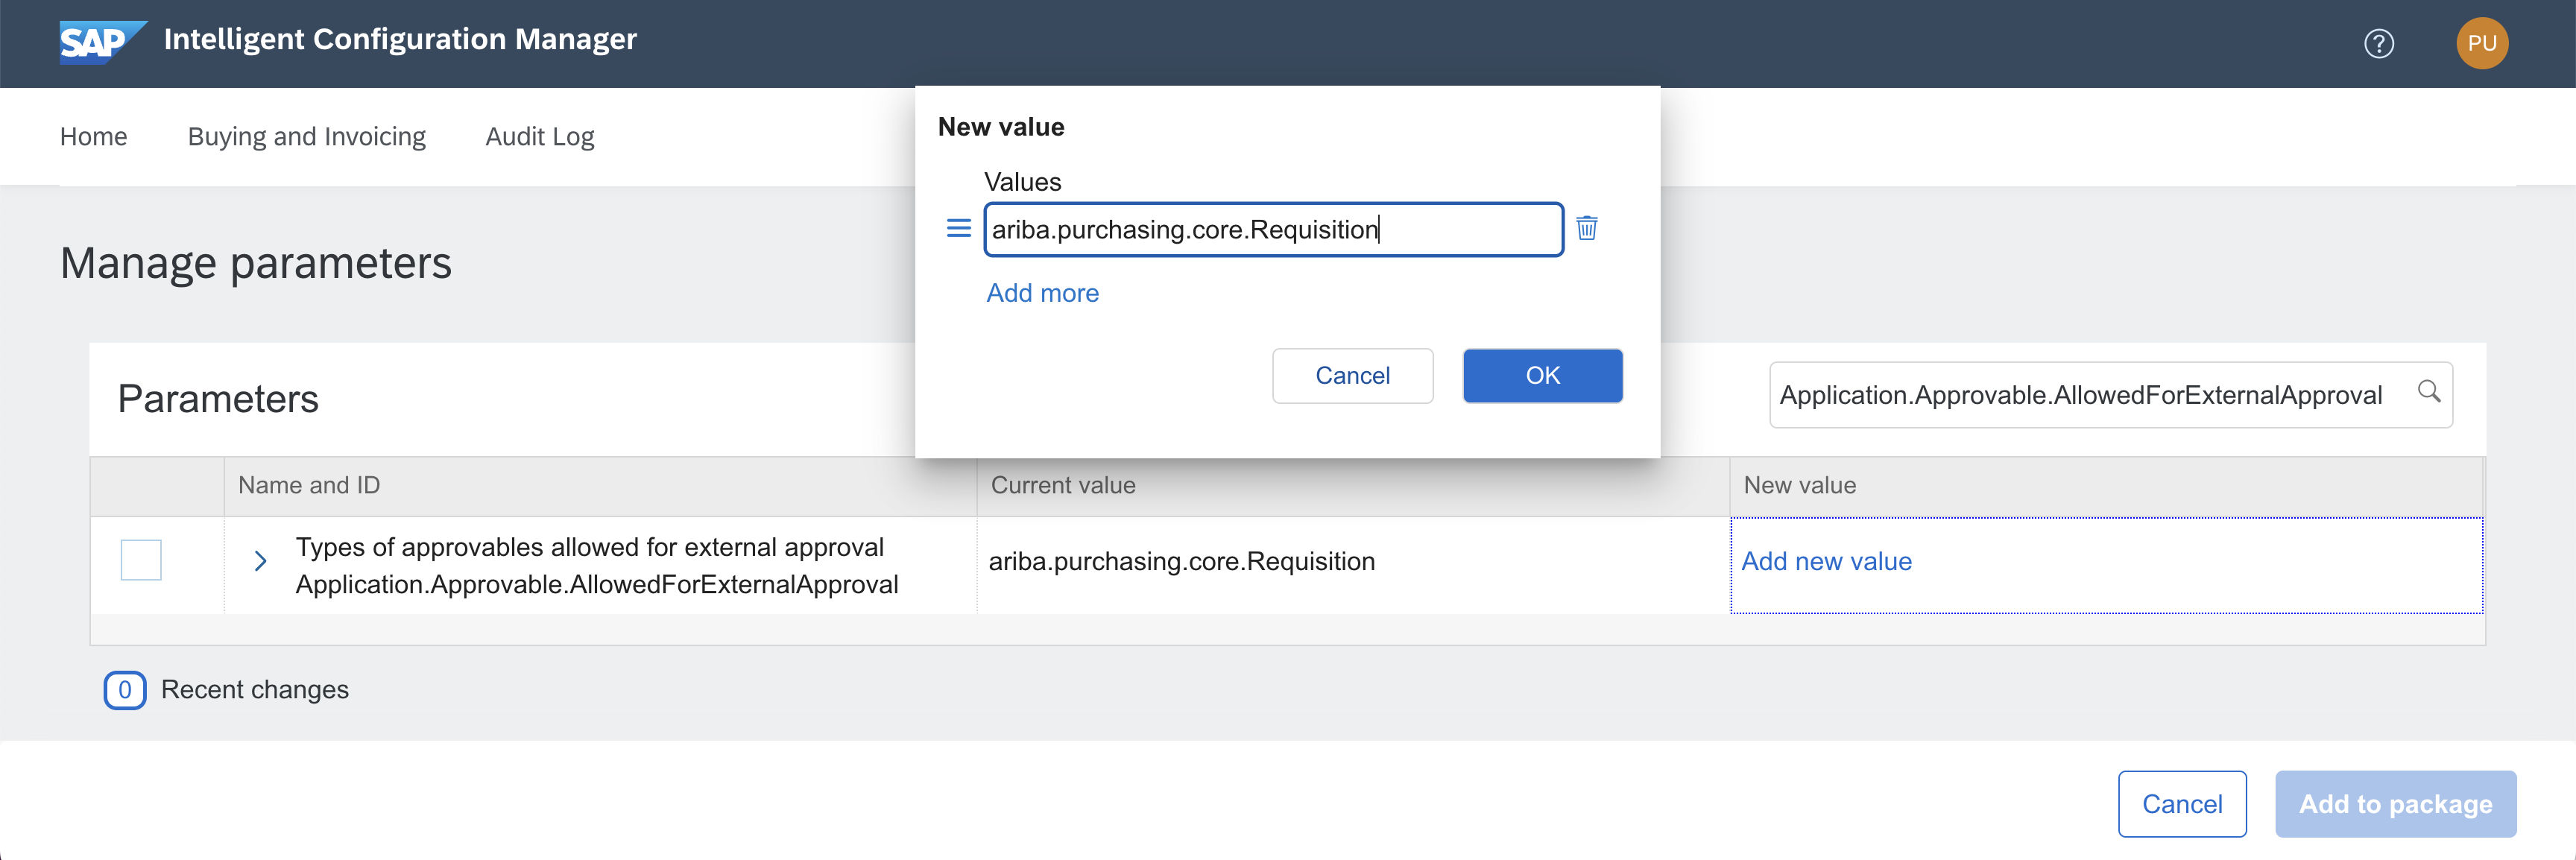 SAP Intelligent Configuration Manager
? PU
Home Buying and Invoicing Audit Log
New value
Values
ariba.purchasing.core.Requisition
Add more
Cancel OK
Manage parameters
Parameters
Application.Approvable.AllowedForExternalApproval
Name and ID Current value New value
Types of approvables allowed for external approval
Application.Approvable.AllowedForExternalApproval
ariba.purchasing.core.Requisition
Add new value
0 Recent changes
Cancel Add to package